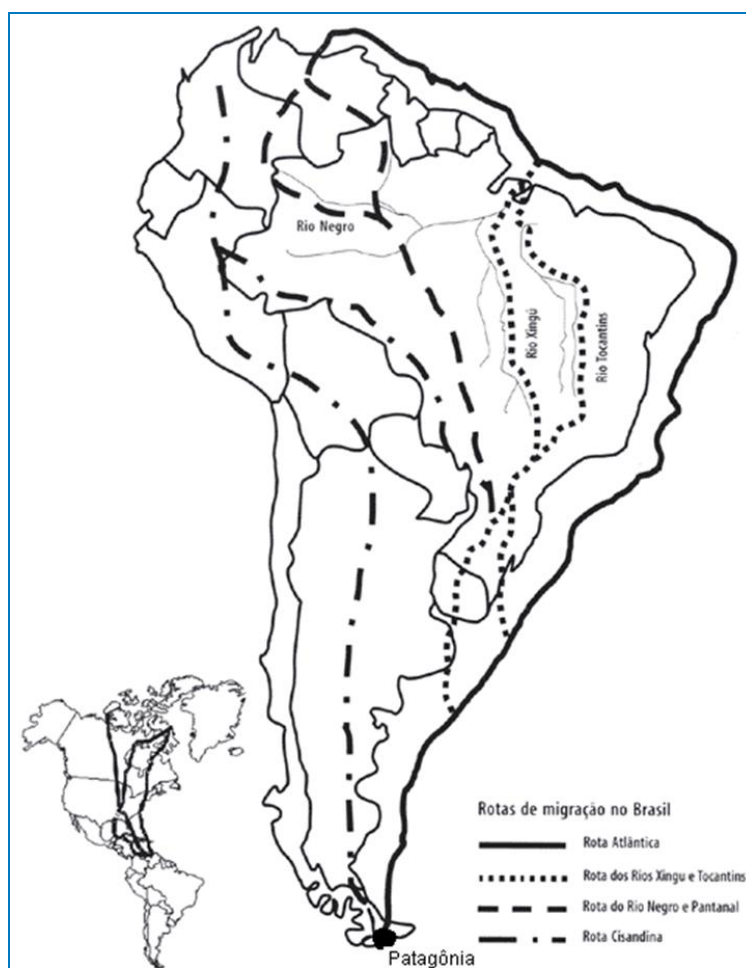 Rio Negro
Rio Xingú
Rio Tocantins
Rotas de migração no Brasil
Rota Atlântica
Rota dos Rios Xingu e Tocantins
Rota do Rio Negro e Pantanal
Rota Cisandina
Patagônia